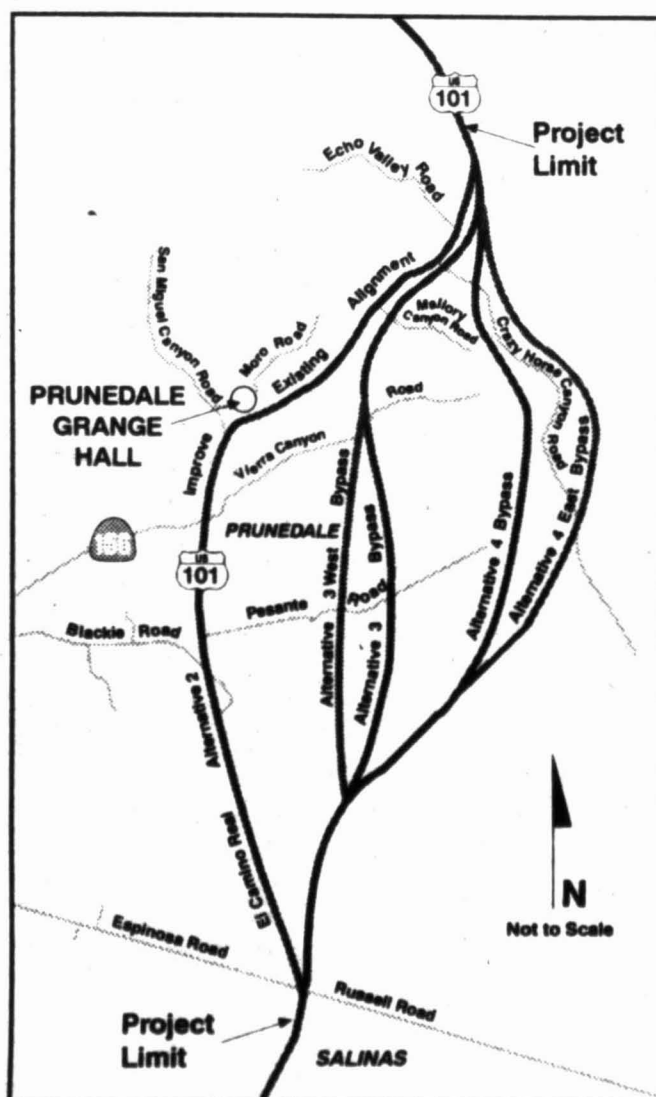 US
101
Project
Limit
Echo Valley Road
San Miguel Canyon Road
Moro Road
Improve Existing Alignment
Mallory
Canyon Road
Crazy Horse Canyon Road
PRUNEDALE
GRANGE
HALL
Vierra Canyon Road
PRUNEDALE
US
101
Pesante Road
Blackie Road
Alternative 3 West Bypass
Alternative 3 Bypass
Alternative 4 Bypass
Alternative 4 East Bypass
Alternative 2
El Camino Real
N
Not to Scale
Espinosa Road
Russell Road
Project
Limit
SALINAS